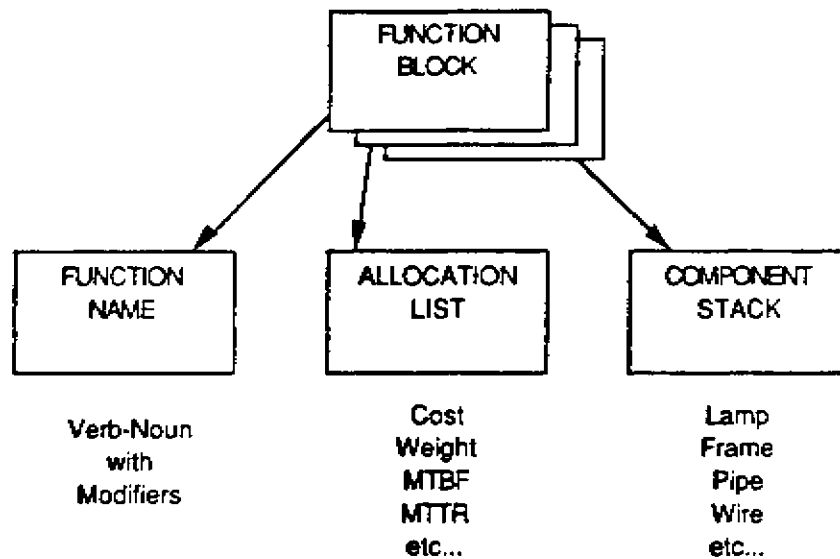 FUNCTION
BLOCK
FUNCTION
NAME
ALLOCATION
LIST
COMPONENT
STACK
Verb-Noun
with
Modifiers
Cost
Weight
MTBF
MTTR
etc...
Lamp
Frame
Pipe
Wire
etc...